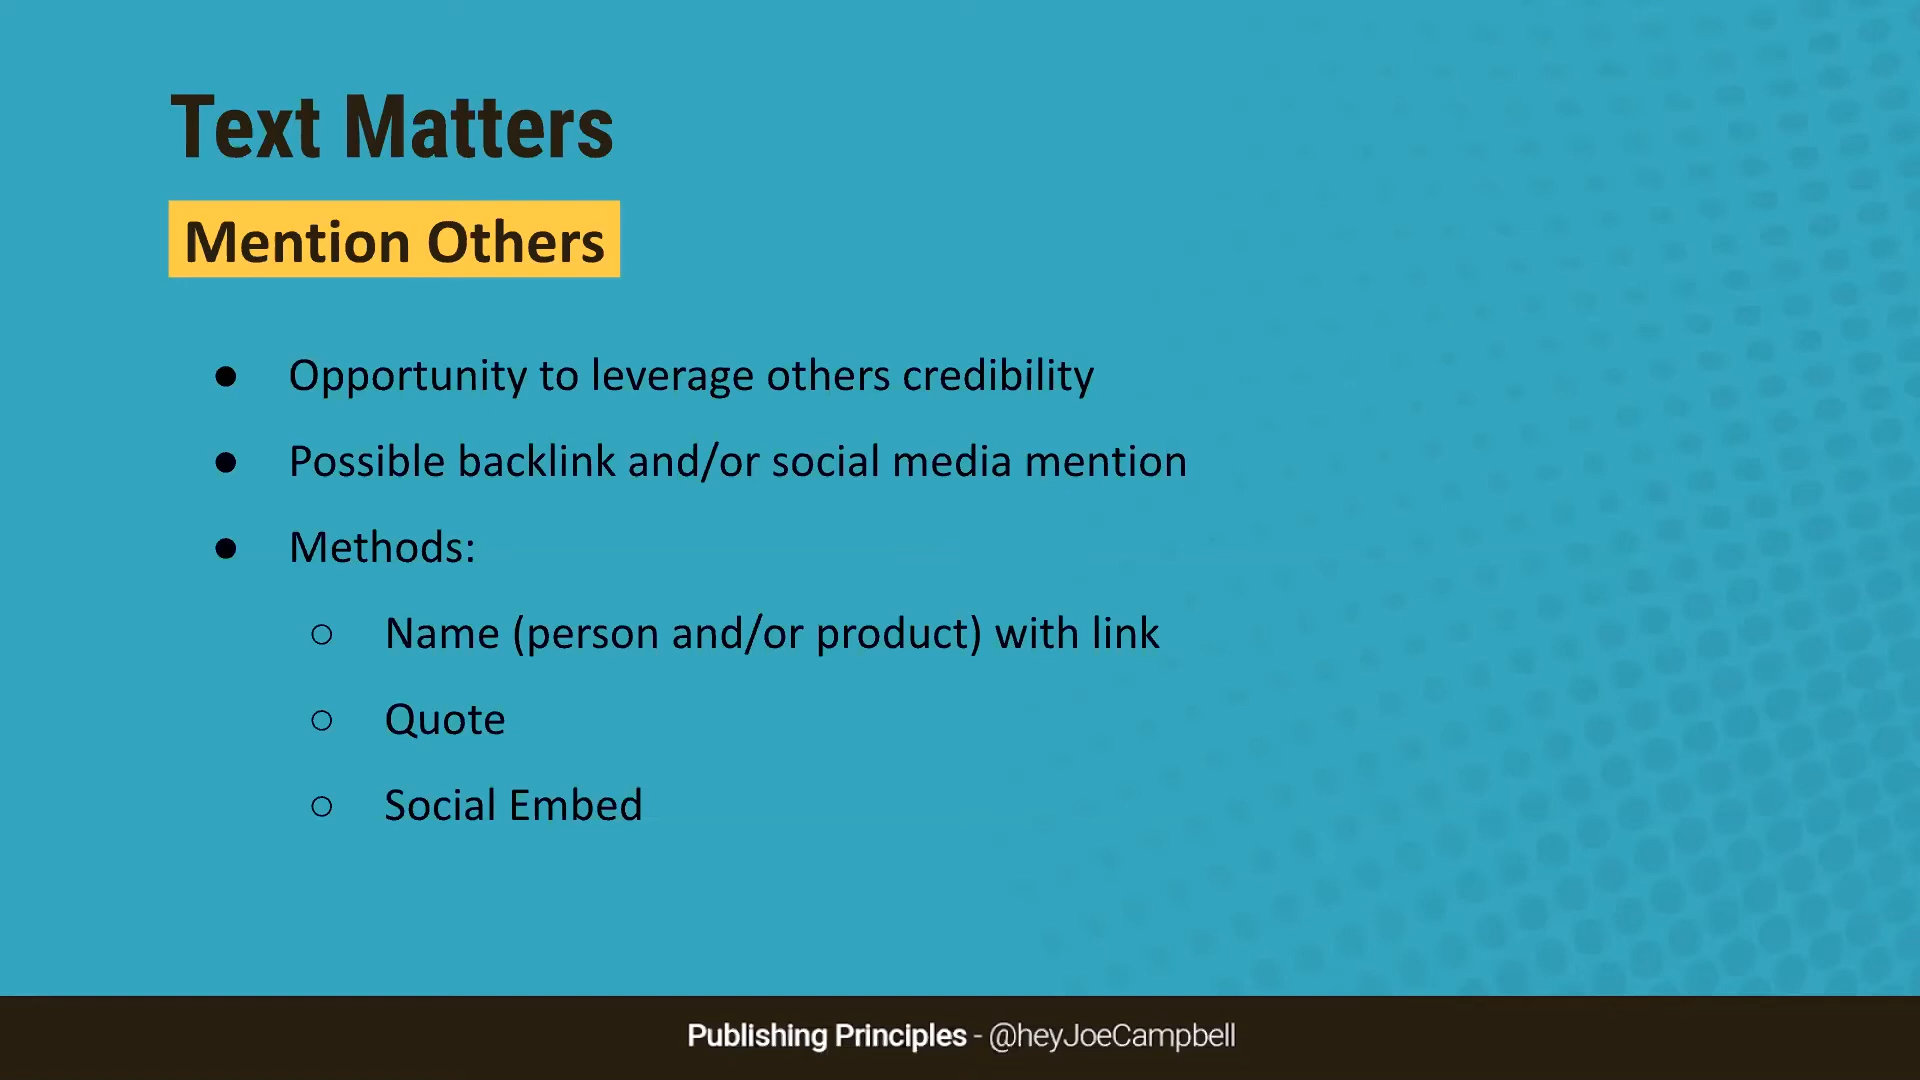 Text Matters
Mention Others
● Opportunity to leverage others credibility
● Possible backlink and/or social media mention
● Methods:
○ Name (person and/or product) with link
○ Quote
○ Social Embed
Publishing Principles - @heyJoeCampbell